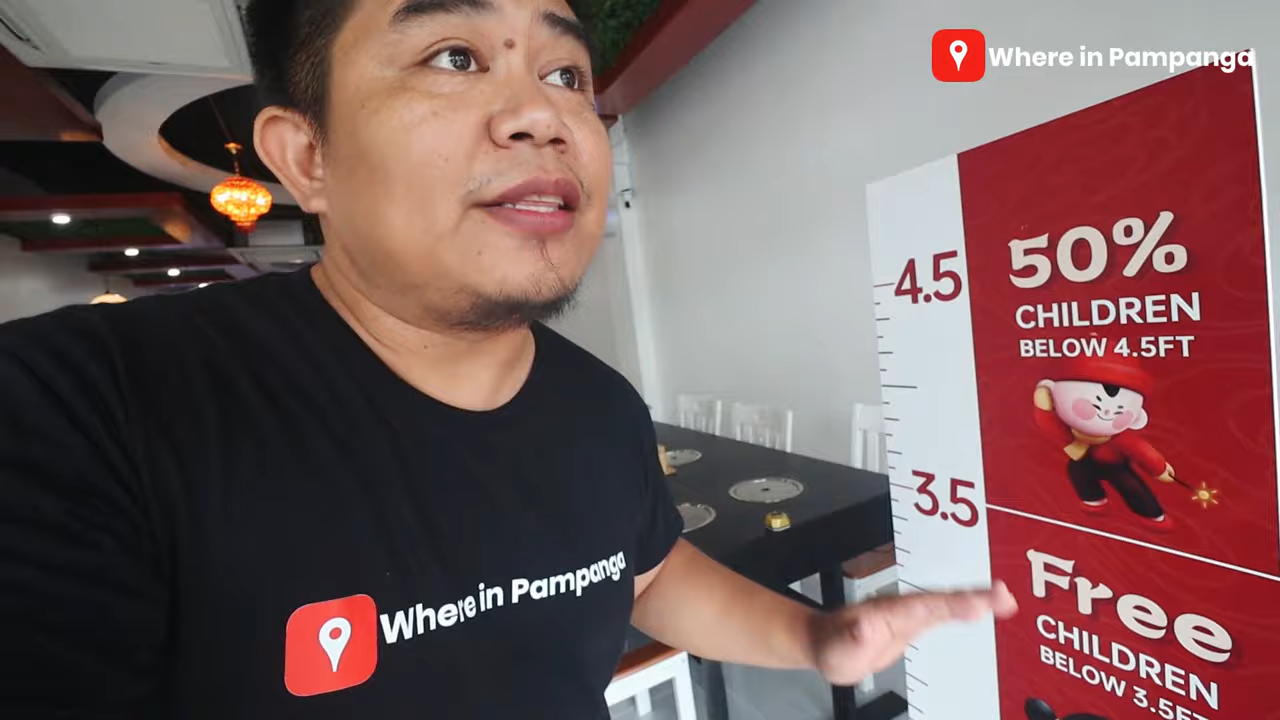 Where in Pampanga
4.5
50%
CHILDREN
BELOW 4.5FT
3.5
Free
CHILDREN
BELOW 3.5FT
Where in Pampanga